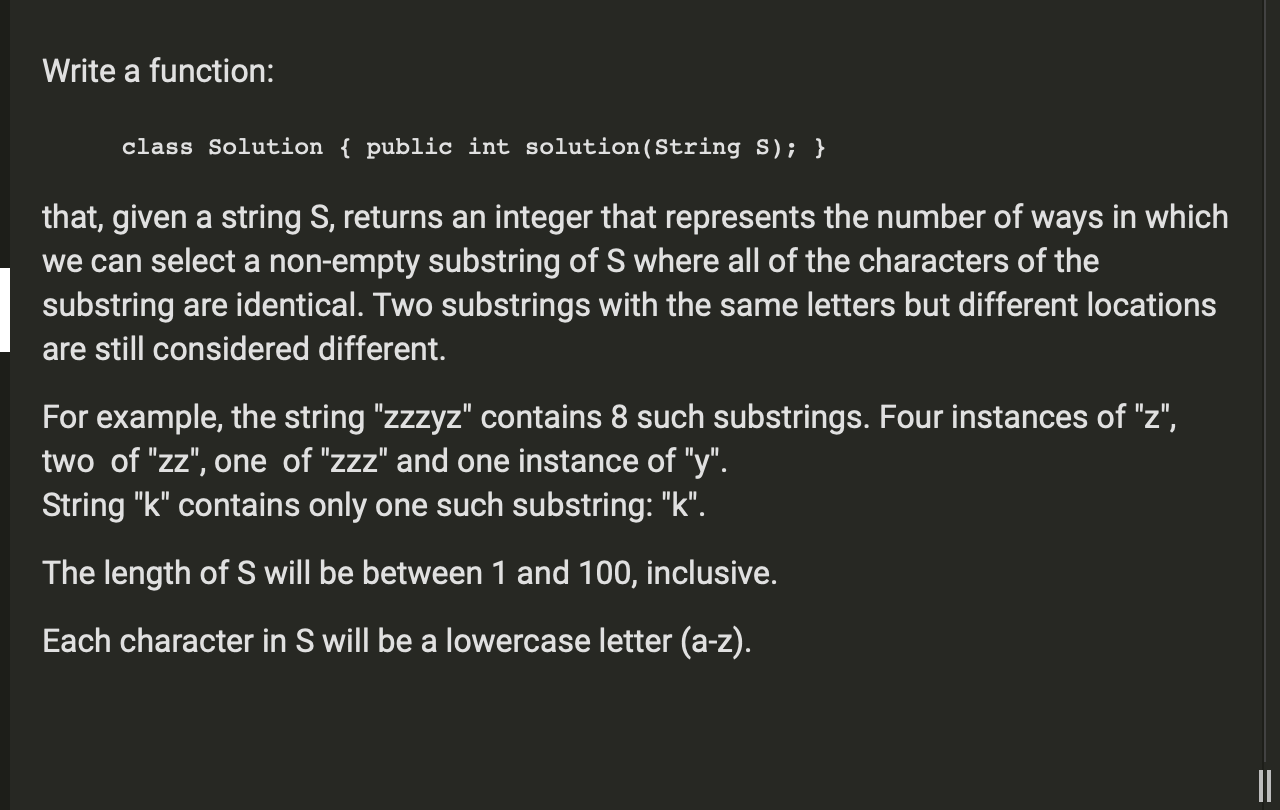 Write a function:
class Solution { public int solution(String S); }
that, given a string S, returns an integer that represents the number of ways in which
we can select a non-empty substring of S where all of the characters of the
substring are identical. Two substrings with the same letters but different locations
are still considered different.
For example, the string "zzzyz" contains 8 such substrings. Four instances of "z",
two  of "zz", one  of "zzz" and one instance of "y".
String "k" contains only one such substring: "k".
The length of S will be between 1 and 100, inclusive.
Each character in S will be a lowercase letter (a-z).